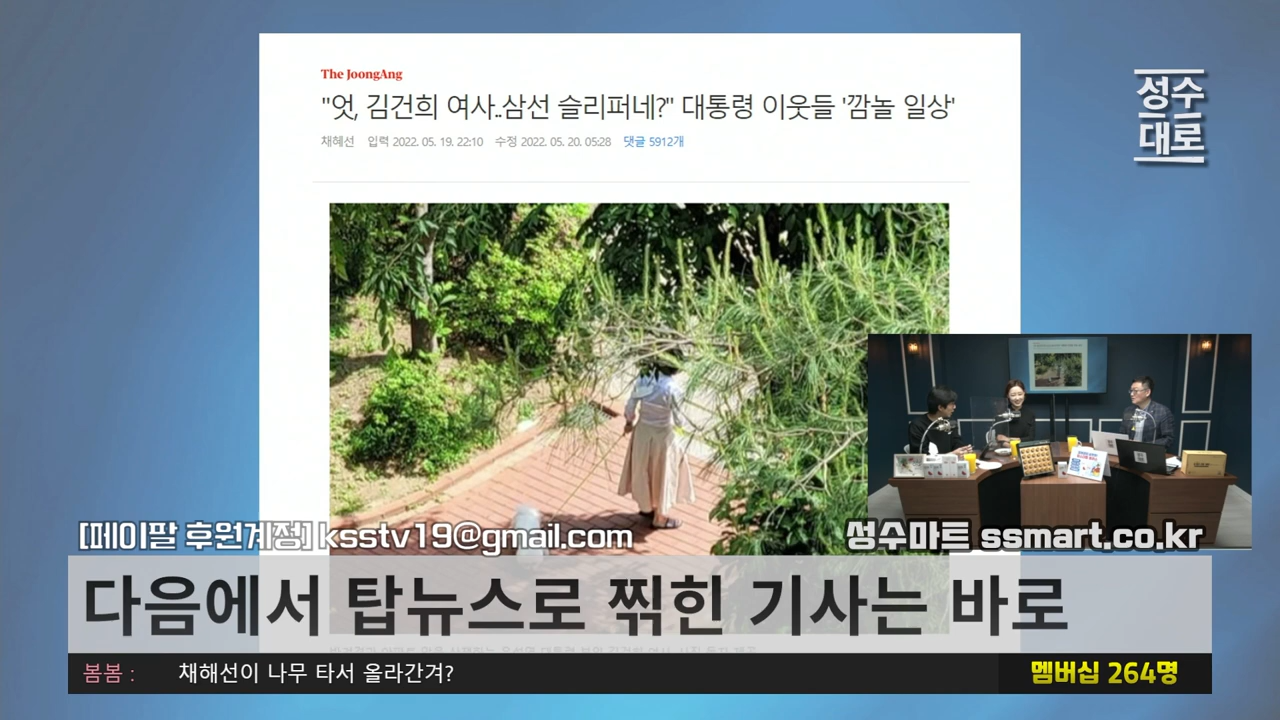 The JoongAng
"엇, 김건희 여사..삼선 슬리퍼네?" 대통령 이웃들 '깜놀 일상'
채혜선 입력 2022. 05. 19. 22:10 수정 2022. 05. 20. 05:28 댓글 5912개
성수
대로
[페이팔 후원계정] ksstv19@gmail.com
성수마트 ssmart.co.kr
다음에서 탑뉴스로 찍힌 기사는 바로
봄봄 : 채해선이 나무 타서 올라간겨?
멤버십 264명